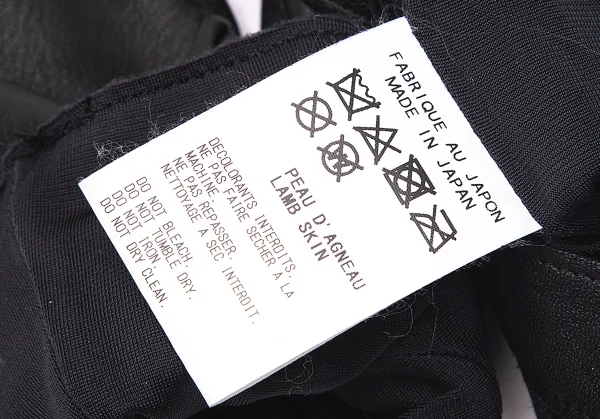 FABRIQUE AU JAPON
MADE IN JAPAN
PEAU D'AGNEAU
LAMB SKIN
DECOLORANTS INTERDITS.
NE PAS FAIRE SECHER A LA
MACHINE.
NE PAS REPASSER.
NETTOYAGE A SEC INTERDIT.
DO NOT BLEACH.
DO NOT TUMBLE DRY.
DO NOT IRON.
DO NOT DRY CLEAN.